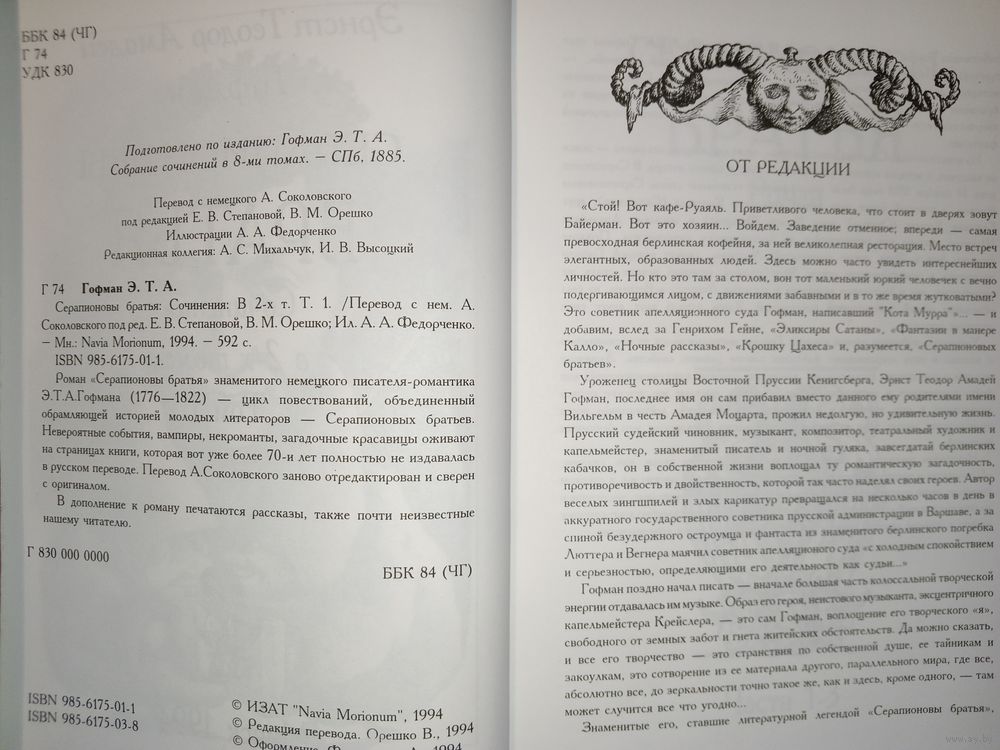 ББК 84 (ЧГ)
Г 74
УДК 830
Подготовлено по изданию: Гофман Э. Т. А.
Собрание сочинений в 8-ми томах. — СПб, 1885.
Перевод с немецкого А. Соколовского
под редакцией Е. В. Степановой, В. М. Орешко
Иллюстрации А. А. Федорченко
Редакционная коллегия: А. С. Михальчук, И. В. Высоцкий
Г 74 Гофман Э. Т. А.
Серапионовы братья: Сочинения: В 2-х т. Т. 1. /Перевод с нем. А.
Соколовского под ред. Е. В. Степановой, В. М. Орешко; Ил. А. А. Федорченко.
– Мн.: Navia Morionum, 1994. – 592 с.
ISBN 985-6175-01-1.
Роман «Серапионовы братья» знаменитого немецкого писателя-романтика
Э.Т.А.Гофмана (1776—1822) — цикл повествований, объединенный
обрамляющей историей молодых литераторов — Серапионовых братьев.
Невероятные события, вампиры, некроманты, загадочные красавицы оживают
на страницах книги, которая вот уже более 70-и лет полностью не издавалась
в русском переводе. Перевод А.Соколовского заново отредактирован и сверен
с оригиналом.
В дополнение к роману печатаются рассказы, также почти неизвестные
нашему читателю.
Г 830 000 0000
ББК 84 (ЧГ)
ISBN 985-6175-01-1
ISBN 985-6175-03-8
© ИЗАТ "Navia Morionum", 1994
© Редакция перевода. Орешко В., 1994
© Оформление. 1994
ОТ РЕДАКЦИИ
«Стой! Вот кафе-Руаяль. Приветливого человека, что стоит в дверях зовут
Байерман. Вот это хозяин... Войдем. Заведение отменное; впереди — самая
превосходная берлинская кофейня, за ней великолепная ресторация. Место встреч
элегантных, образованных людей. Здесь можно часто увидеть интереснейших
личностей. Но кто это там за столом, вон тот маленький юркий человечек с вечно
подергивающимся лицом, с движениями забавными и в то же время жутковатыми?
Это советник апелляционного суда Гофман, написавший "Кота Мурра"»... — и
добавим, вслед за Генрихом Гейне, «Эликсиры Сатаны», «Фантазии в манере
Калло», «Ночные рассказы», «Крошку Цахеса» и, разумеется, «Серапионовых
братьев».
Уроженец столицы Восточной Пруссии Кенигсберга, Эрнст Теодор Амадей
Гофман, последнее имя он сам прибавил вместо данного ему родителями имени
Вильгельм в честь Амадея Моцарта, прожил недолгую, но удивительную жизнь.
Прусский судейский чиновник, музыкант, композитор, театральный художник и
капельмейстер, знаменитый писатель и ночной гуляка, завсегдатай берлинских
кабачков, он в собственной жизни воплощал ту романтическую загадочность,
противоречивость и двойственность, которой так часто наделял своих героев. Автор
веселых зингшпилей и злых карикатур превращался на несколько часов в день в
аккуратного государственного советника прусской администрации в Варшаве, а за
спиной безудержного остроумца и фантаста из знаменитого берлинского погребка
Люттера и Вегнера маячил советник апелляционого суда «с холодным спокойствием
и серьезностью, определяющими его деятельность как судьи...»
Гофман поздно начал писать — вначале большая часть колоссальной творческой
энергии отдавалась им музыке. Образ его героя, неистового музыканта, эксцентричного
капельмейстера Крейслера, — это сам Гофман, воплощение его творческого «я»,
свободного от земных забот и гнета житейских обстоятельств. Да можно сказать,
и все его творчество — это странствия по собственной душе, ее тайникам и
закоулкам, это сотворение из ее материала другого, параллельного мира, где все,
абсолютно все, до зеркальности точно такое же, как и здесь, кроме одного, — там
может случится все что угодно...
Знаменитые его, ставшие литературной легендой «Серапионовы братья»,